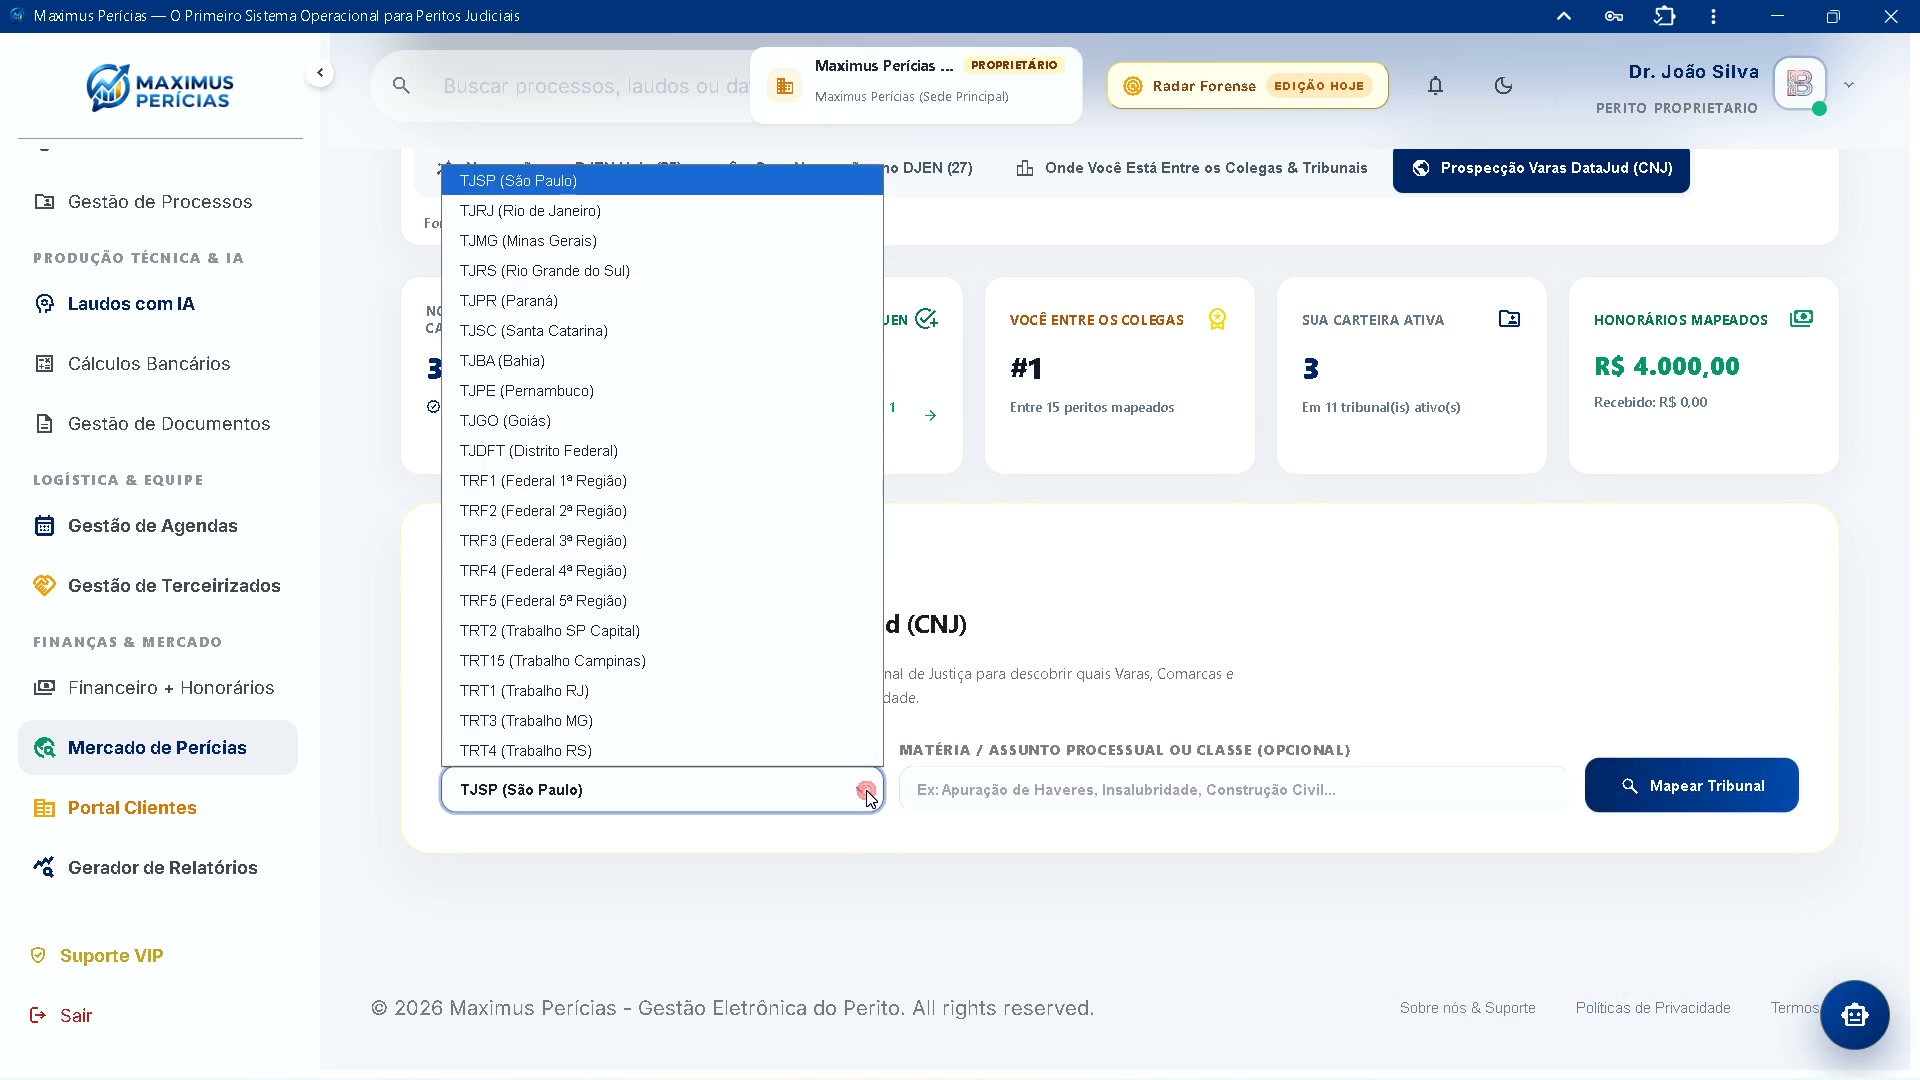 Maximus Perícias — O Primeiro Sistema Operacional para Peritos Judiciais
MAXIMUS
PERÍCIAS
Gestão de Processos
PRODUÇÃO TÉCNICA & IA
Laudos com IA
Cálculos Bancários
Gestão de Documentos
LOGÍSTICA & EQUIPE
Gestão de Agendas
Gestão de Terceirizados
FINANÇAS & MERCADO
Financeiro + Honorários
Mercado de Perícias
Portal Clientes
Gerador de Relatórios
Suporte VIP
Sair
Buscar processos, laudos ou
Maximus Perícias ...
PROPRIETÁRIO
Maximus Perícias (Sede Principal)
Radar Forense
EDIÇÃO HOJE
Dr. João Silva
PERITO PROPRIETARIO
no DJEN (27)
Onde Você Está Entre os Colegas & Tribunais
Prospecção Varas DataJud (CNJ)
TJSP (São Paulo)
TJRJ (Rio de Janeiro)
TJMG (Minas Gerais)
TJRS (Rio Grande do Sul)
TJPR (Paraná)
TJSC (Santa Catarina)
TJBA (Bahia)
TJPE (Pernambuco)
TJGO (Goiás)
TJDFT (Distrito Federal)
TRF1 (Federal 1ª Região)
TRF2 (Federal 2ª Região)
TRF3 (Federal 3ª Região)
TRF4 (Federal 4ª Região)
TRF5 (Federal 5ª Região)
TRT2 (Trabalho SP Capital)
TRT15 (Trabalho Campinas)
TRT1 (Trabalho RJ)
TRT3 (Trabalho MG)
TRT4 (Trabalho RS)
TJSP (São Paulo)
1
VOCÊ ENTRE OS COLEGAS
#1
Entre 15 peritos mapeados
SUA CARTEIRA ATIVA
3
Em 11 tribunal(is) ativo(s)
HONORÁRIOS MAPEADOS
R$ 4.000,00
Recebido: R$ 0,00
d (CNJ)
nal de Justiça para descobrir quais Varas, Comarcas e
dade.
MATÉRIA / ASSUNTO PROCESSUAL OU CLASSE (OPCIONAL)
Ex: Apuração de Haveres, Insalubridade, Construção Civil...
Mapear Tribunal
© 2026 Maximus Perícias - Gestão Eletrônica do Perito. All rights reserved.
Sobre nós & Suporte
Políticas de Privacidade
Termos